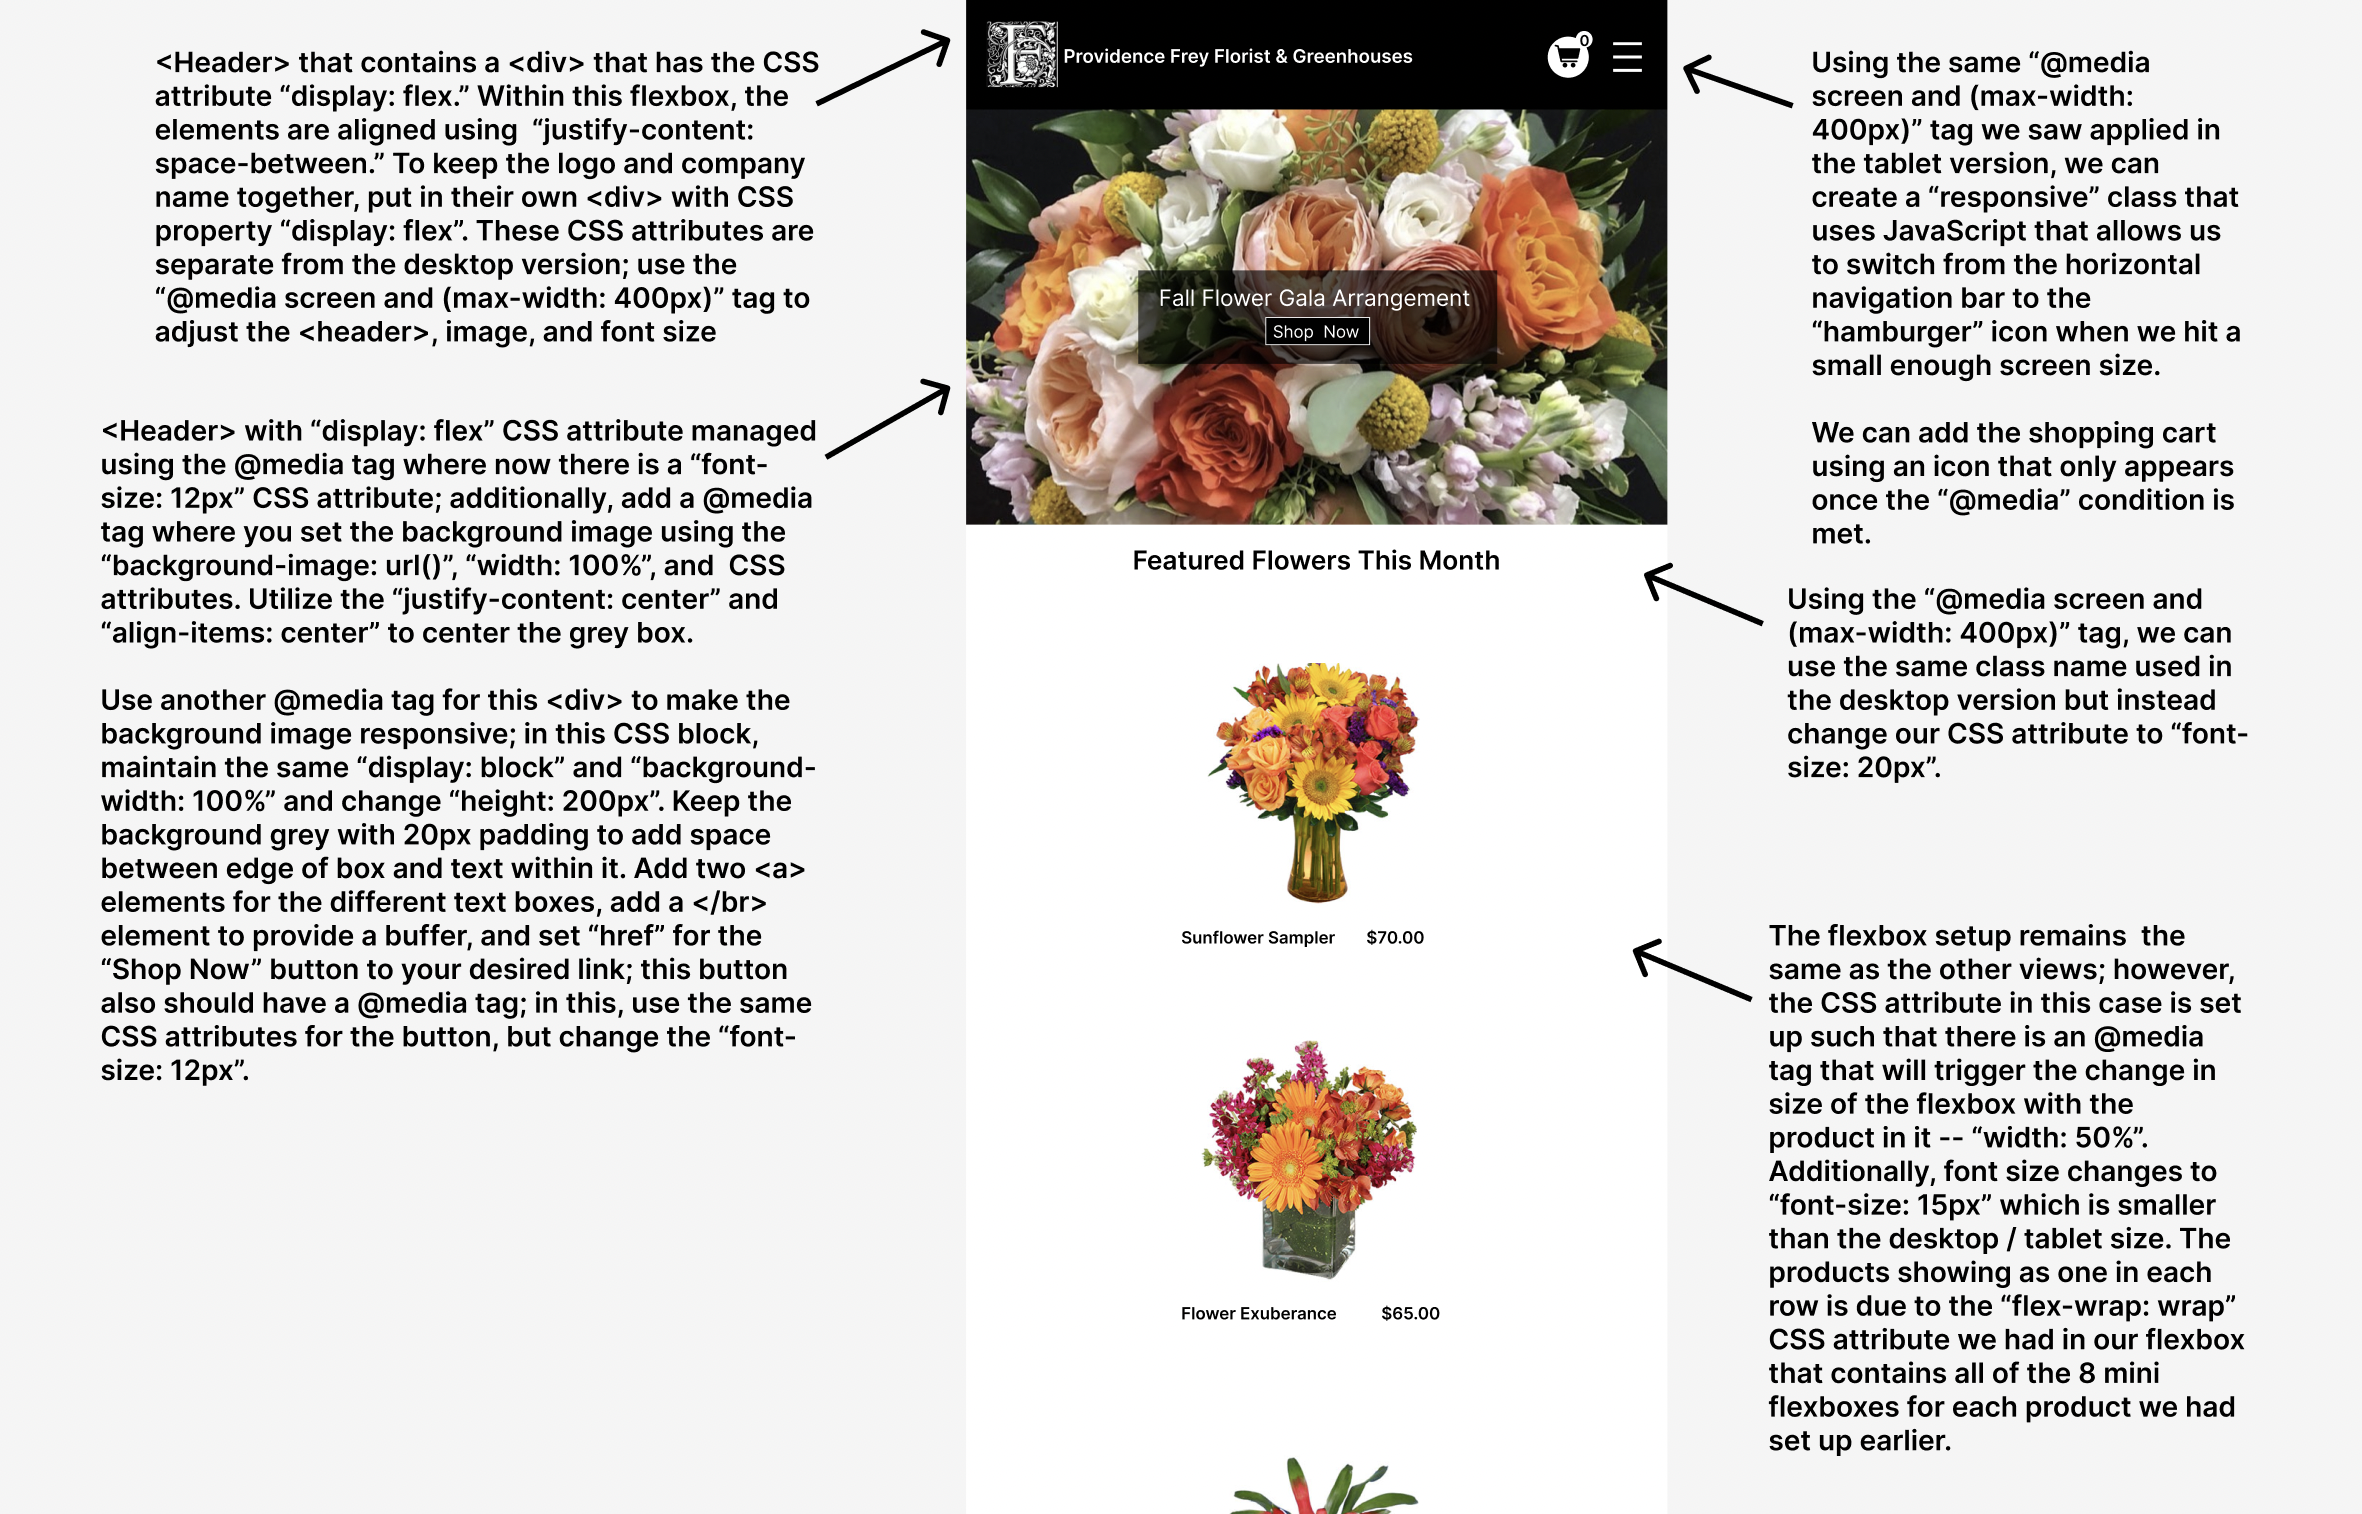 <Header> that contains a <div> that has the CSS
attribute “display: flex.” Within this flexbox, the
elements are aligned using  “justify-content:
space-between.” To keep the logo and company
name together, put in their own <div> with CSS
property “display: flex”. These CSS attributes are
separate from the desktop version; use the
“@media screen and (max-width: 400px)” tag to
adjust the <header>, image, and font size
<Header> with “display: flex” CSS attribute managed
using the @media tag where now there is a “font-
size: 12px” CSS attribute; additionally, add a @media
tag where you set the background image using the
“background-image: url()”, “width: 100%”, and  CSS
attributes. Utilize the “justify-content: center” and
“align-items: center” to center the grey box.
Use another @media tag for this <div> to make the
background image responsive; in this CSS block,
maintain the same “display: block” and “background-
width: 100%” and change “height: 200px”. Keep the
background grey with 20px padding to add space
between edge of box and text within it. Add two <a>
elements for the different text boxes, add a </br>
element to provide a buffer, and set “href” for the
“Shop Now” button to your desired link; this button
also should have a @media tag; in this, use the same
CSS attributes for the button, but change the “font-
size: 12px”.
F
Providence Frey Florist & Greenhouses
0
Fall Flower Gala Arrangement
Shop  Now
Featured Flowers This Month
Sunflower Sampler $70.00
Flower Exuberance $65.00
Using the same “@media
screen and (max-width:
400px)” tag we saw applied in
the tablet version, we can
create a “responsive” class that
uses JavaScript that allows us
to switch from the horizontal
navigation bar to the
“hamburger” icon when we hit a
small enough screen size.
We can add the shopping cart
using an icon that only appears
once the “@media” condition is
met.
Using the “@media screen and
(max-width: 400px)” tag, we can
use the same class name used in
the desktop version but instead
change our CSS attribute to “font-
size: 20px”.
The flexbox setup remains  the
same as the other views; however,
the CSS attribute in this case is set
up such that there is an @media
tag that will trigger the change in
size of the flexbox with the
product in it -- “width: 50%”.
Additionally, font size changes to
“font-size: 15px” which is smaller
than the desktop / tablet size. The
products showing as one in each
row is due to the “flex-wrap: wrap”
CSS attribute we had in our flexbox
that contains all of the 8 mini
flexboxes for each product we had
set up earlier.